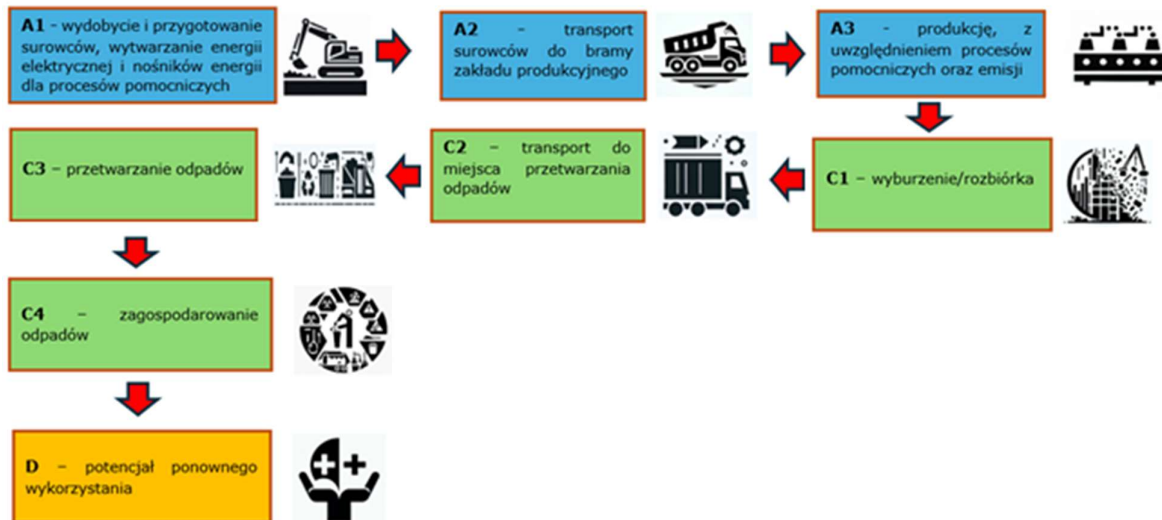 A1 - wydobycie i przygotowanie
surowców, wytwarzanie energii
elektrycznej i nośników energii
dla procesów pomocniczych
A2 - transport
surowców do bramy
zakładu produkcyjnego
A3 - produkcję, z
uwzględnieniem procesów
pomocniczych oraz emisji
C3 – przetwarzanie odpadów
C2 – transport do
miejsca przetwarzania
odpadów
C1 – wyburzenie/rozbiórka
C4 – zagospodarowanie
odpadów
D – potencjał ponownego
wykorzystania